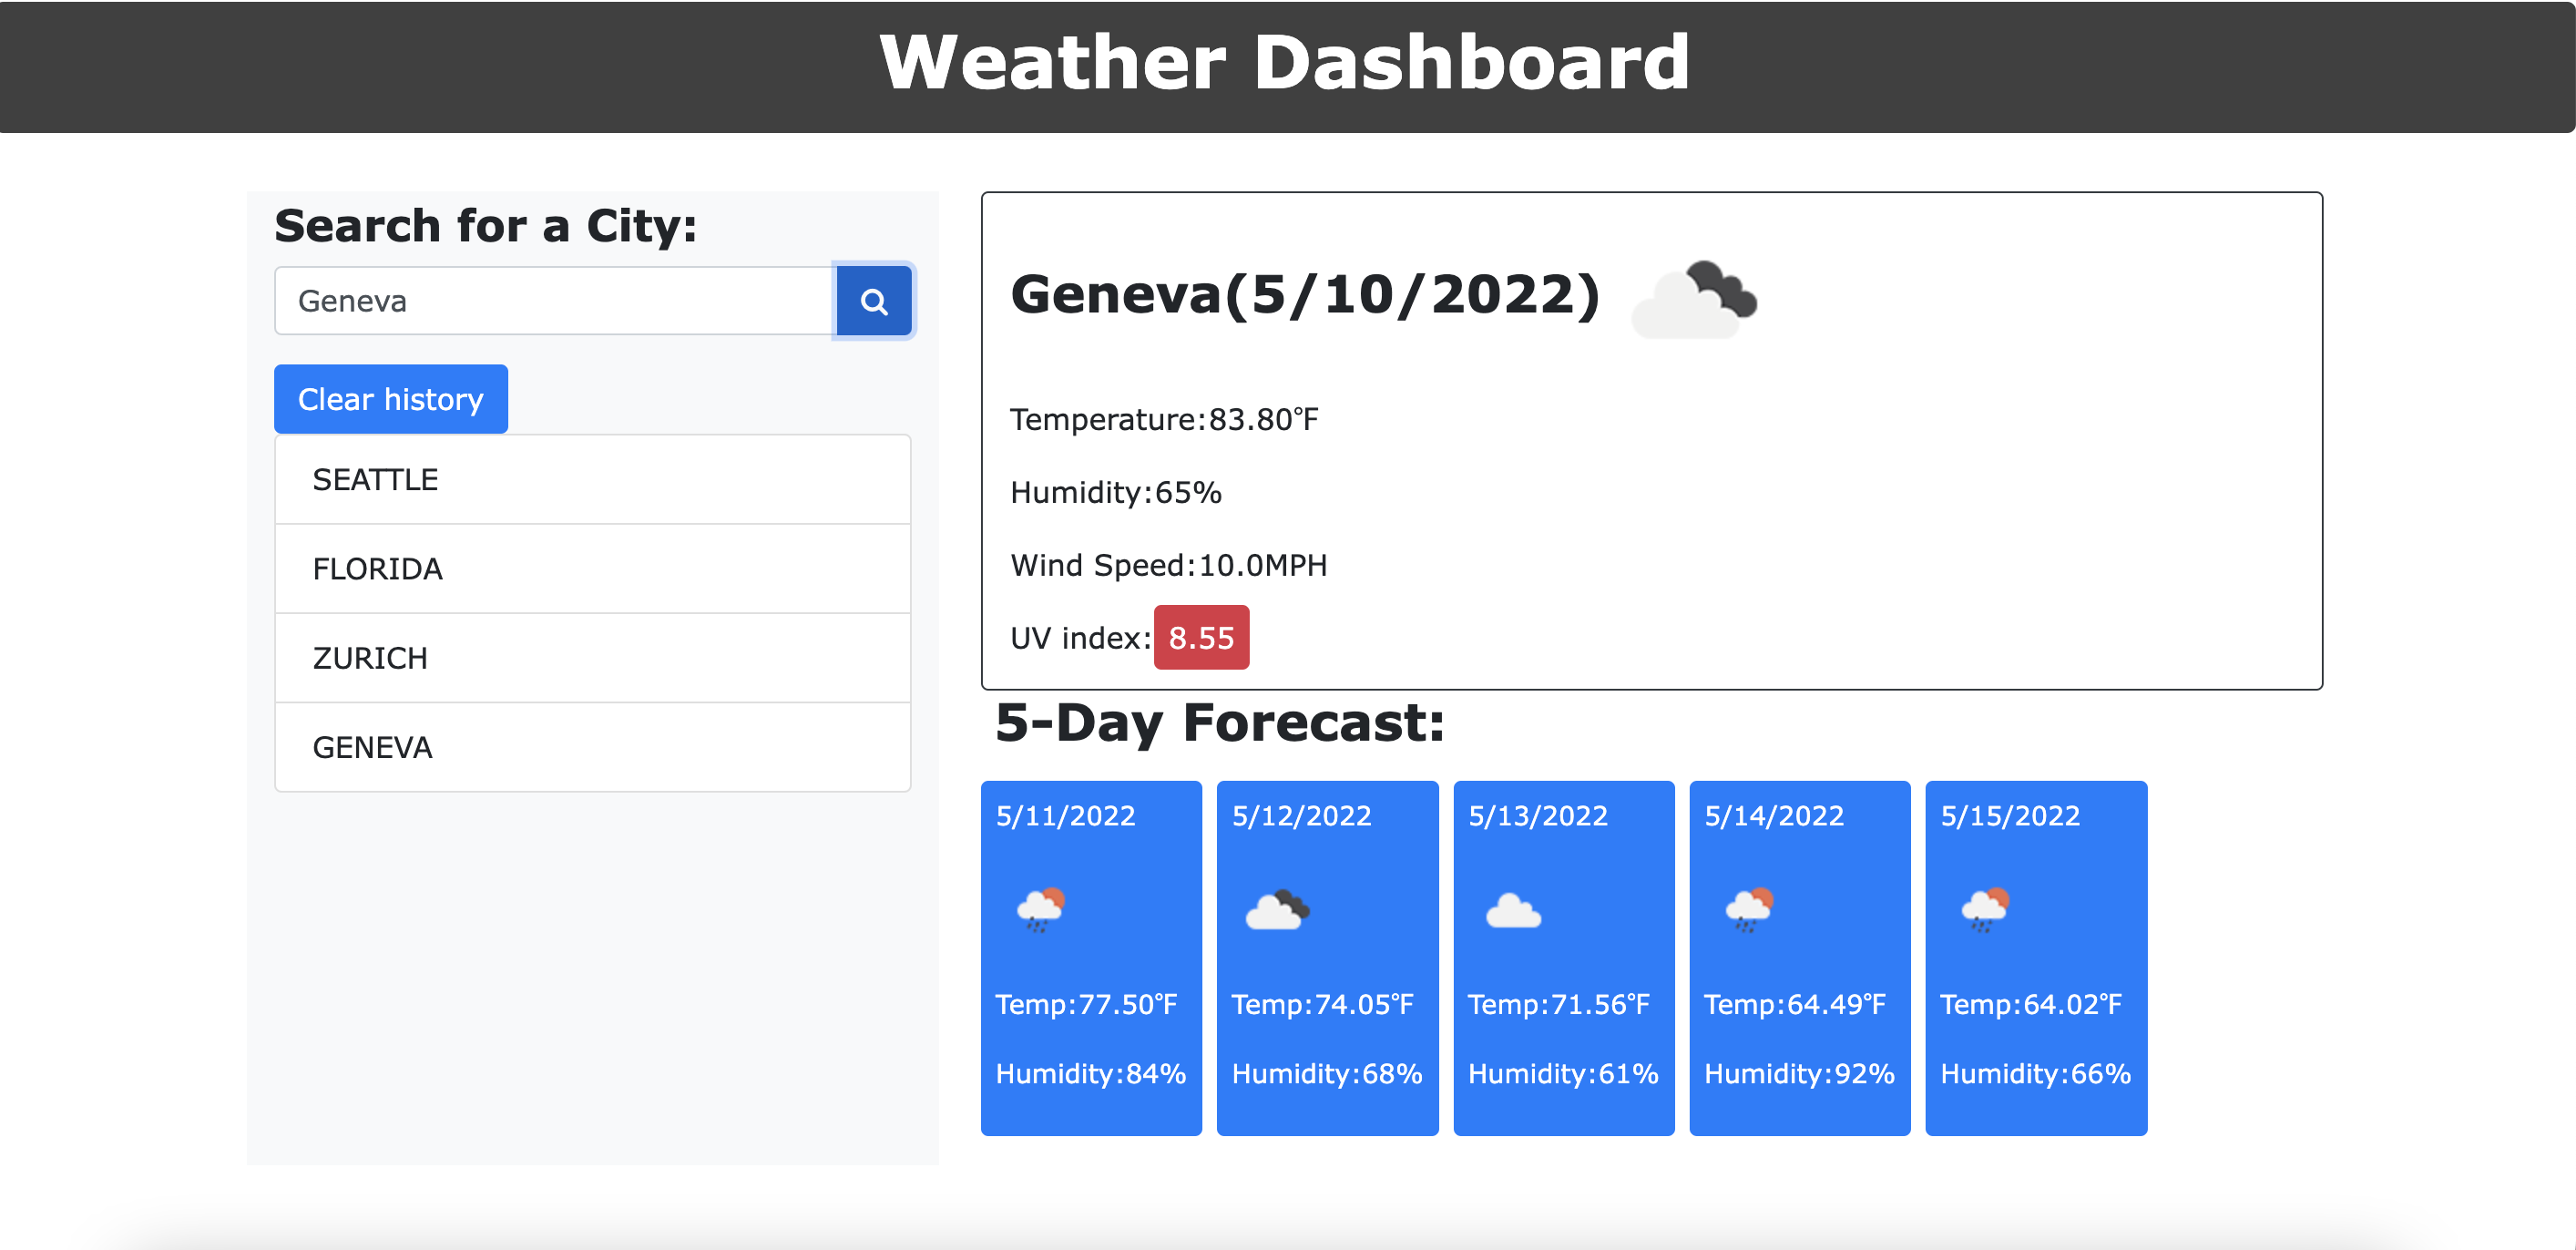 Weather Dashboard
Search for a City:
Geneva
Clear history
SEATTLE
FLORIDA
ZURICH
GENEVA
Geneva(5/10/2022)
Temperature:83.80°F
Humidity:65%
Wind Speed:10.0MPH
UV index:8.55
5-Day Forecast:
5/11/2022
Temp:77.50°F
Humidity:84%
5/12/2022
Temp:74.05°F
Humidity:68%
5/13/2022
Temp:71.56°F
Humidity:61%
5/14/2022
Temp:64.49°F
Humidity:92%
5/15/2022
Temp:64.02°F
Humidity:66%